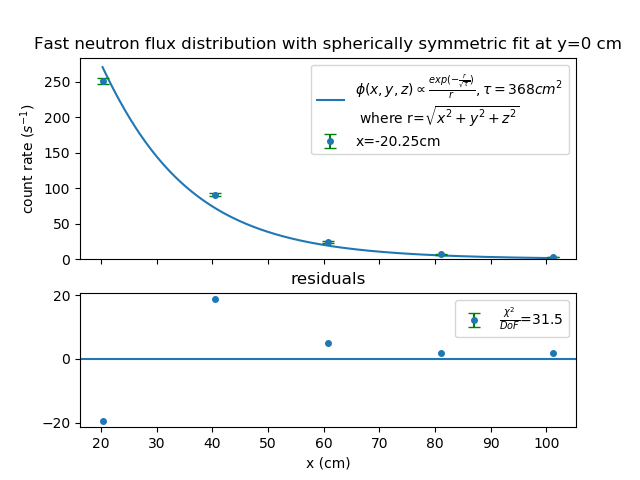 Fast neutron flux distribution with spherically symmetric fit at y=0 cm
count rate (s⁻¹)
250
200
150
100
50
0
ϕ(x, y, z) ∝ exp(-r/√τ)/r, τ = 368cm²
where r=√x² + y² + z²
x=-20.25cm
residuals
20
0
−20
χ²/DoF=31.5
20 30 40 50 60 70 80 90 100
x (cm)